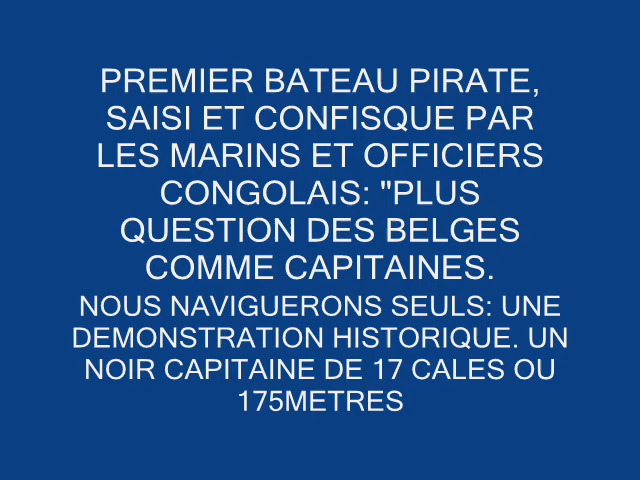 PREMIER BATEAU PIRATE,
SAISI ET CONFISQUE PAR
LES MARINS ET OFFICIERS
CONGOLAIS: "PLUS
QUESTION DES BELGES
COMME CAPITAINES.
NOUS NAVIGUERONS SEULS: UNE
DEMONSTRATION HISTORIQUE. UN
NOIR CAPITAINE DE 17 CALES OU
175METRES